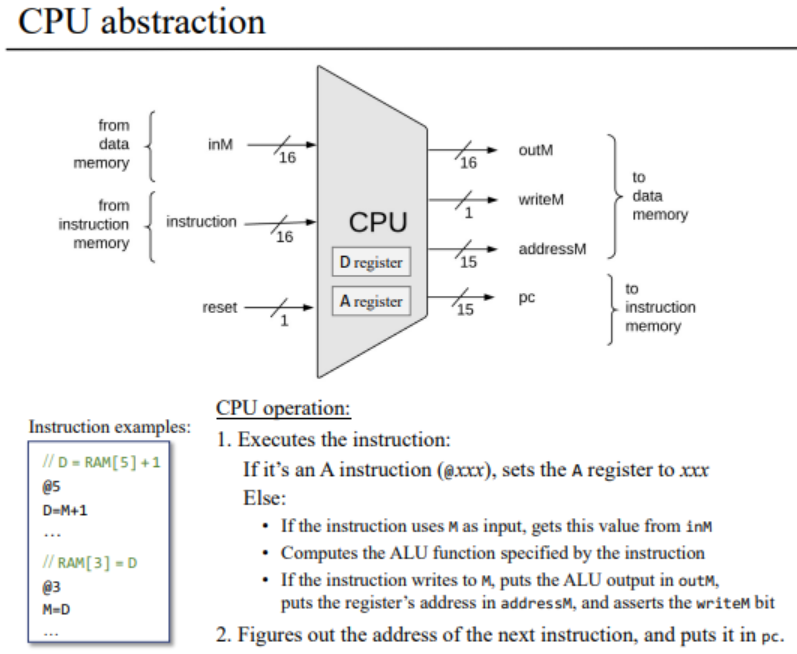 CPU abstraction
from
data
memory
inM
16
from
instruction
memory
instruction
16
reset
1
CPU
D register
A register
16
outM
1
writeM
15
addressM
15
pc
to
data
memory
to
instruction
memory
Instruction examples:
// D = RAM[5] + 1
@5
D=M+1
...
// RAM[3] = D
@3
M=D
...
CPU operation:
1. Executes the instruction:
If it's an A instruction (@xxx), sets the A register to xxx
Else:
• If the instruction uses M as input, gets this value from inM
• Computes the ALU function specified by the instruction
• If the instruction writes to M, puts the ALU output in outM,
puts the register's address in addressM, and asserts the writeM bit
2. Figures out the address of the next instruction, and puts it in pc.